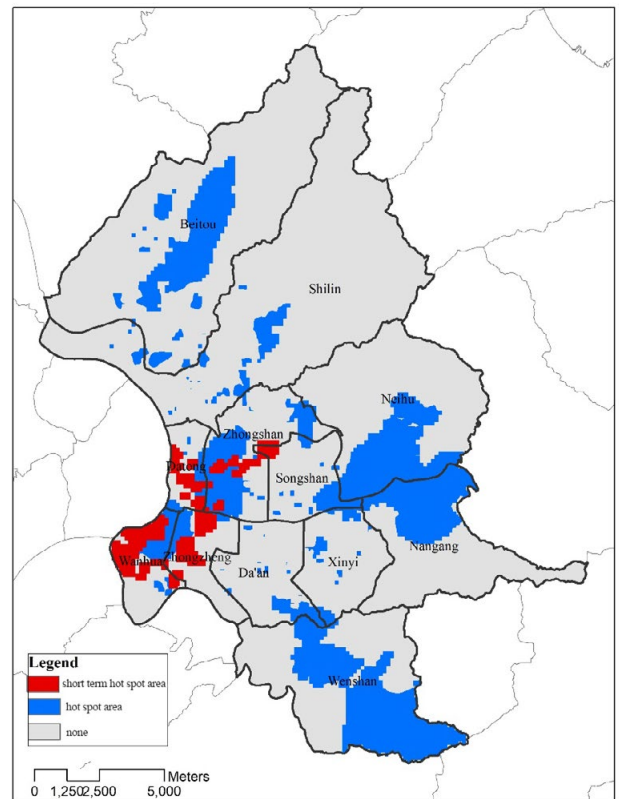 Beitou
Shilin
Neihu
Zhongshan
Datong
Songshan
Nangang
Wanhua
Zhongzheng
Da'an
Xinyi
Wenshan
Legend
short term hot spot area
hot spot area
none
Meters
0 1,250 2,500 5,000